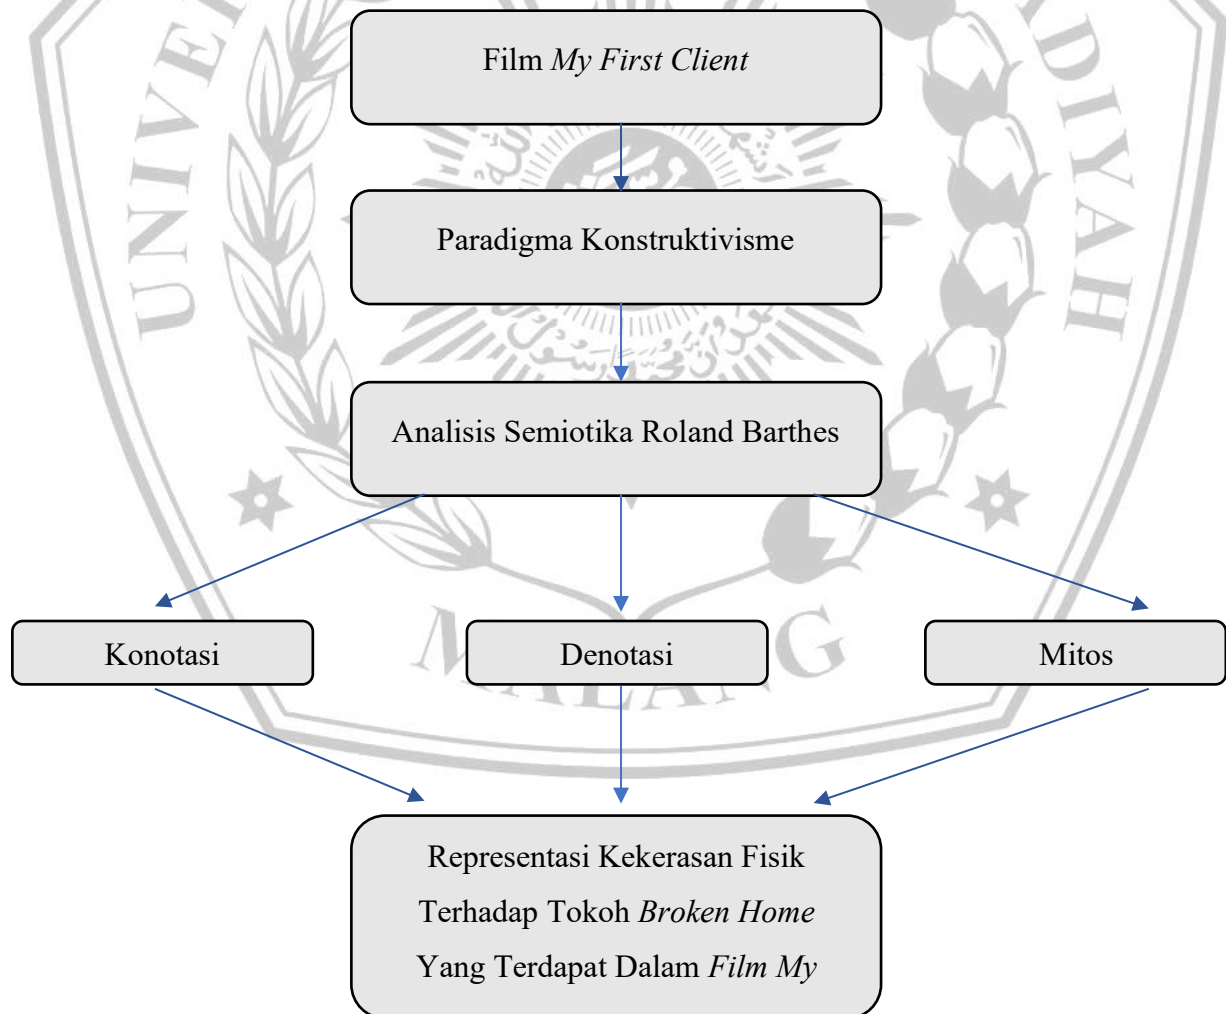 Film My First Client
Paradigma Konstruktivisme
Analisis Semiotika Roland Barthes
Konotasi
Denotasi
Mitos
Representasi Kekerasan Fisik
Terhadap Tokoh Broken Home
Yang Terdapat Dalam Film My
MALANG